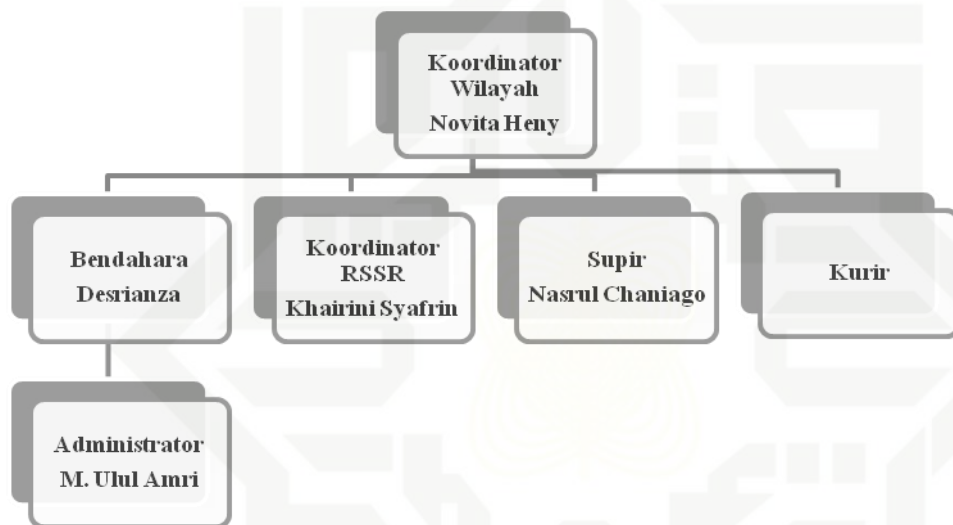 Koordinator
Wilayah
Novita Heny
Bendahara
Desrianza
Koordinator
RSSR
Khairini Syafrin
Supir
Nasrul Chaniago
Kurir
Administrator
M. Ulul Amri